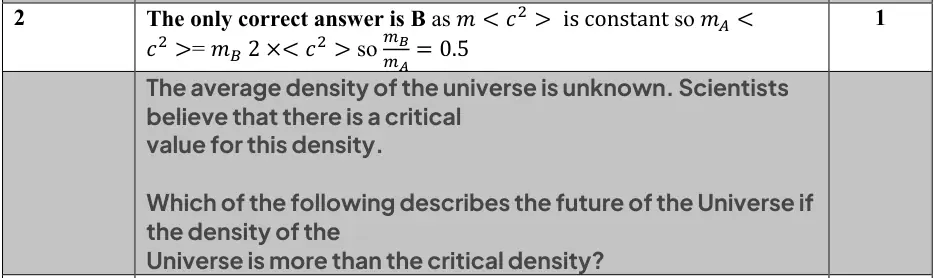 2 The only correct answer is B as m < c² > is constant so m_A < 1
c² >= m_B 2 ×< c² > so m_B/m_A = 0.5
The average density of the universe is unknown. Scientists
believe that there is a critical
value for this density.
Which of the following describes the future of the Universe if
the density of the
Universe is more than the critical density?